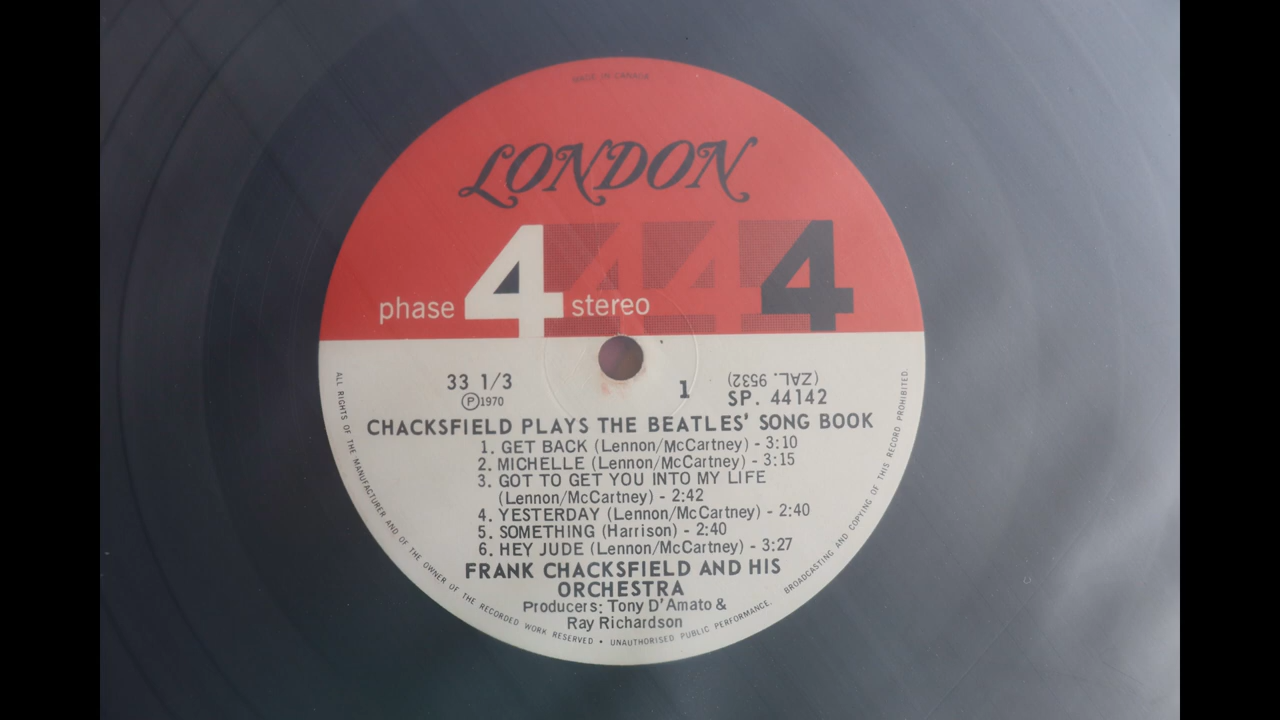 MADE IN CANADA
LONDON
phase 4 stereo 4 4 4
33 1/3
℗1970
1
(ZAL. 9532)
SP. 44142
CHACKSFIELD PLAYS THE BEATLES' SONG BOOK
1. GET BACK (Lennon/McCartney) - 3:10
2. MICHELLE (Lennon/McCartney) - 3:15
3. GOT TO GET YOU INTO MY LIFE
(Lennon/McCartney) - 2:42
4. YESTERDAY (Lennon/McCartney) - 2:40
5. SOMETHING (Harrison) - 2:40
6. HEY JUDE (Lennon/McCartney) - 3:27
FRANK CHACKSFIELD AND HIS
ORCHESTRA
Producers: Tony D'Amato &
Ray Richardson
ALL RIGHTS OF THE MANUFACTURER AND OF THE OWNER OF THE RECORDED WORK RESERVED • UNAUTHORISED PUBLIC PERFORMANCE. BROADCASTING AND COPYING OF THIS RECORD PROHIBITED.